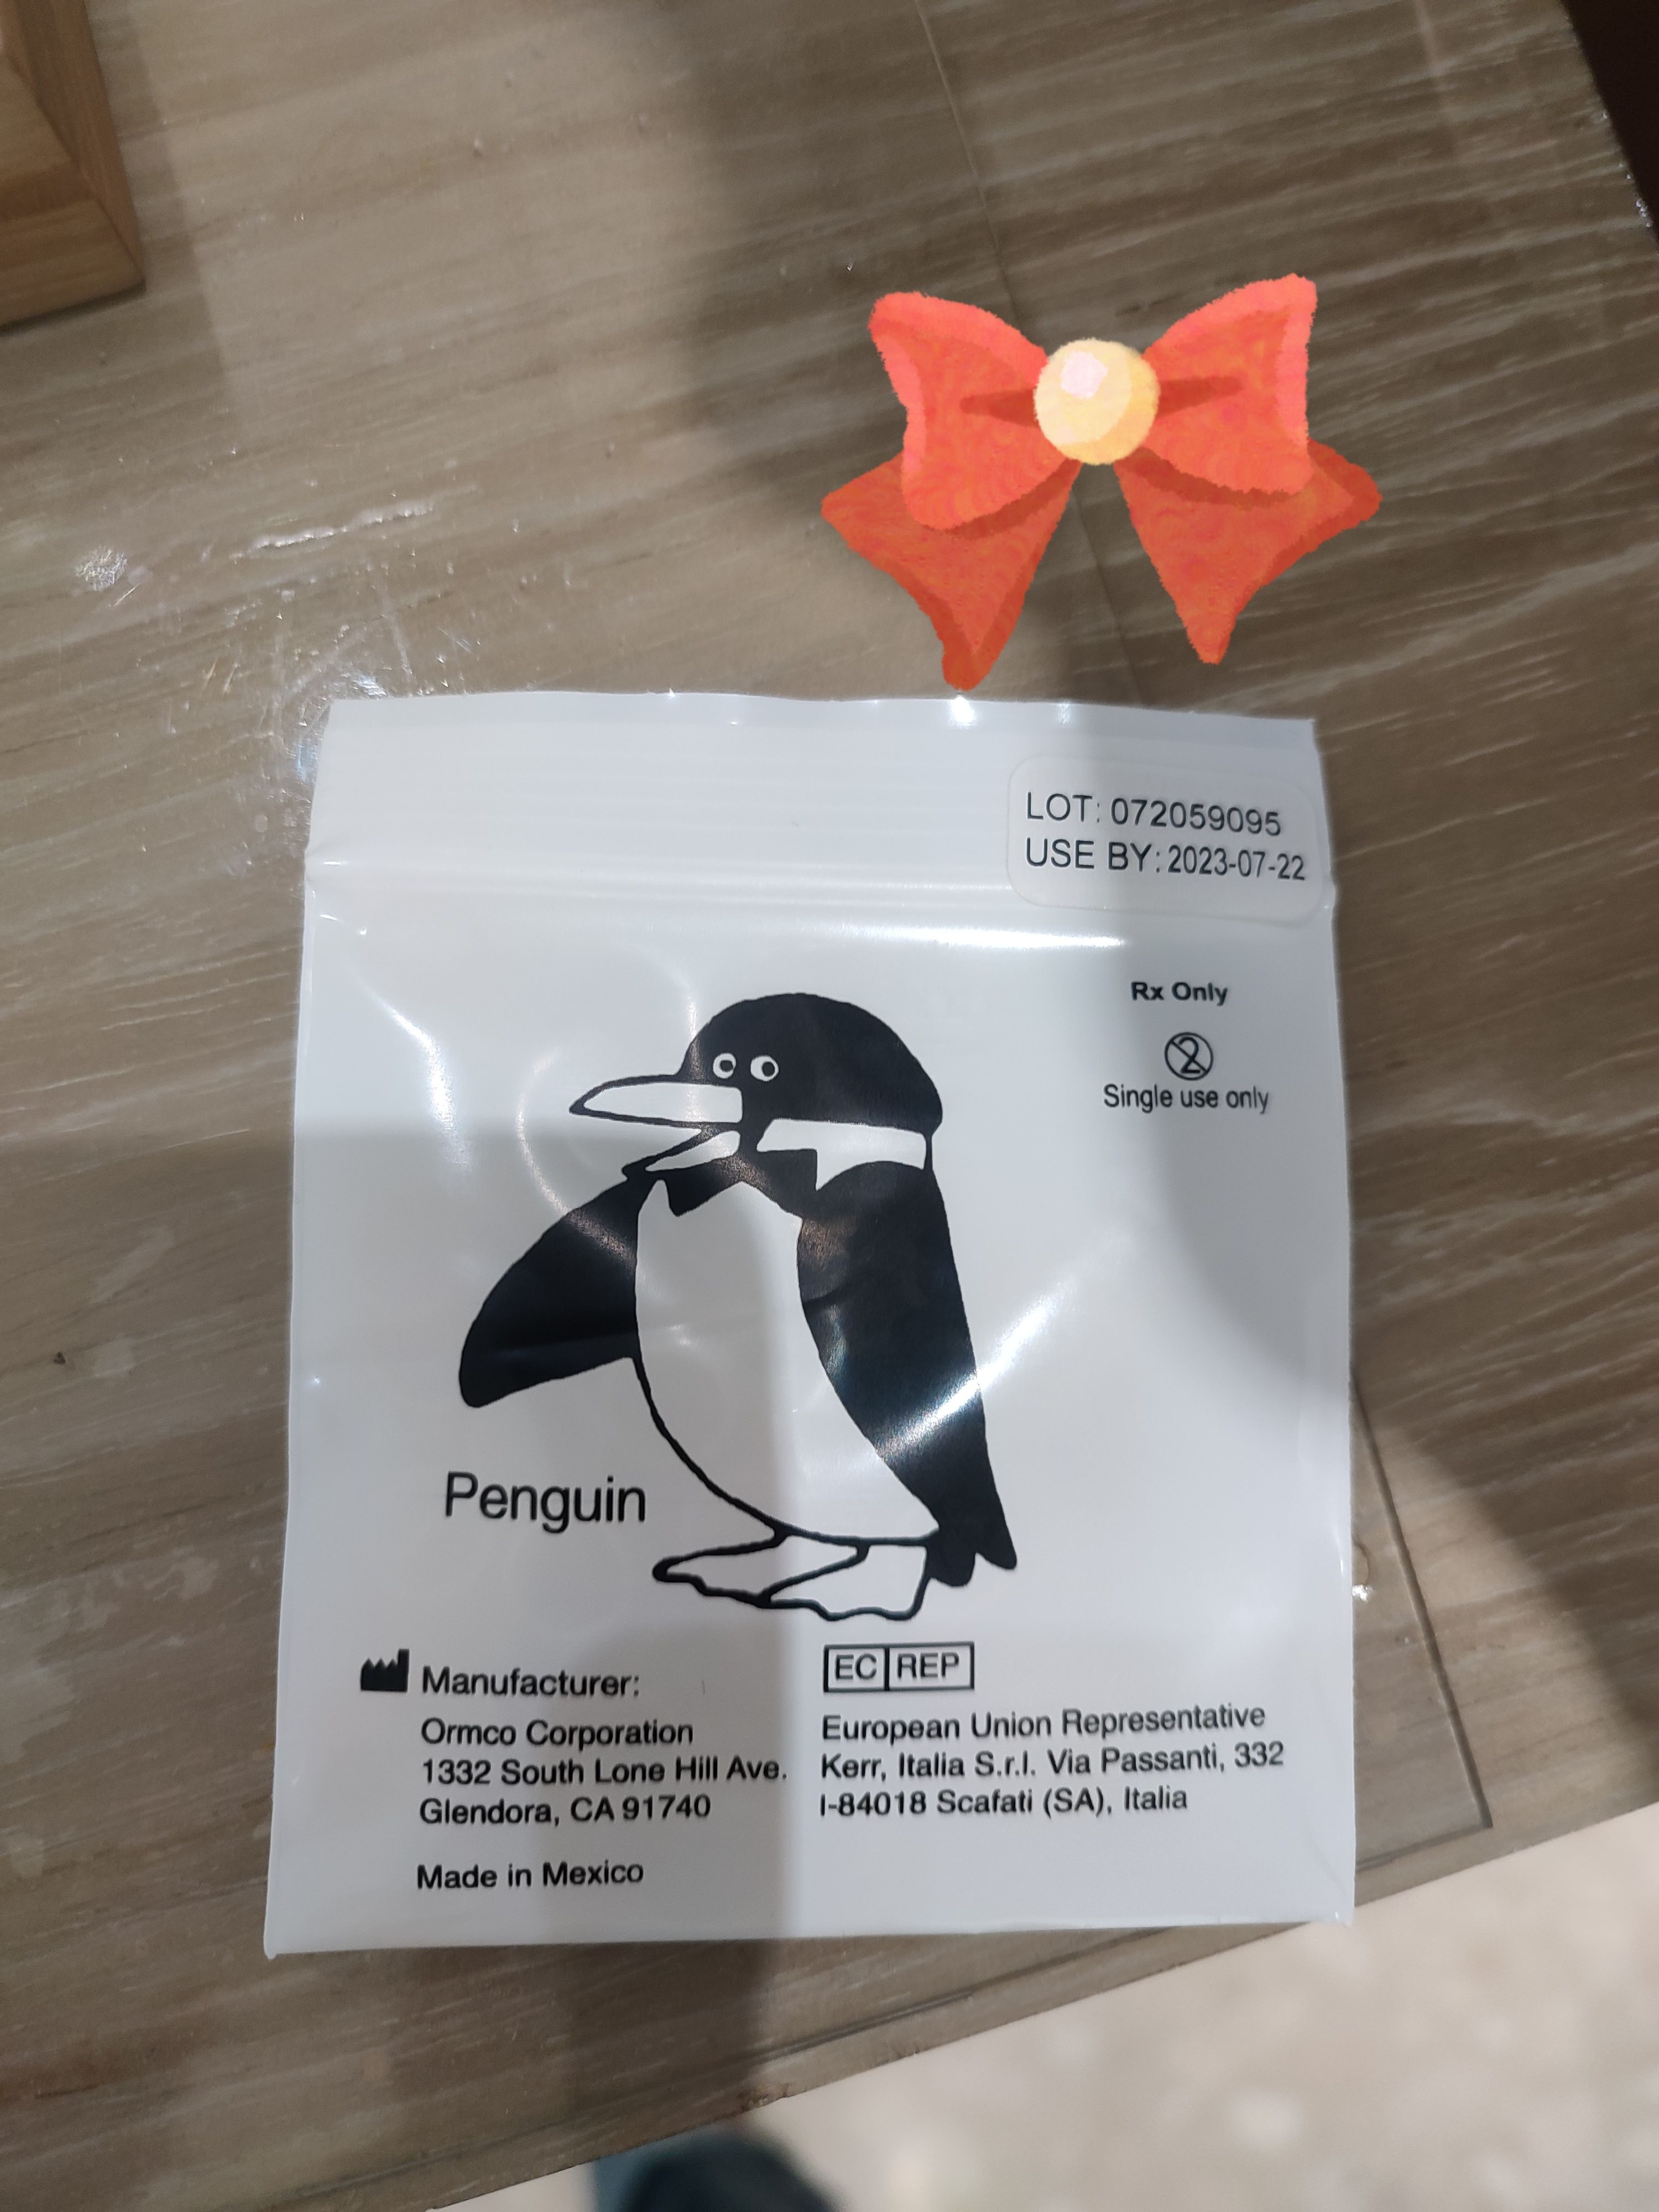 LOT: 072059095
USE BY: 2023-07-22
Rx Only
2
Single use only
Penguin
Manufacturer:
Ormco Corporation
1332 South Lone Hill Ave.
Glendora, CA 91740
Made in Mexico
EC REP
European Union Representative
Kerr, Italia S.r.l. Via Passanti, 332
I-84018 Scafati (SA), Italia